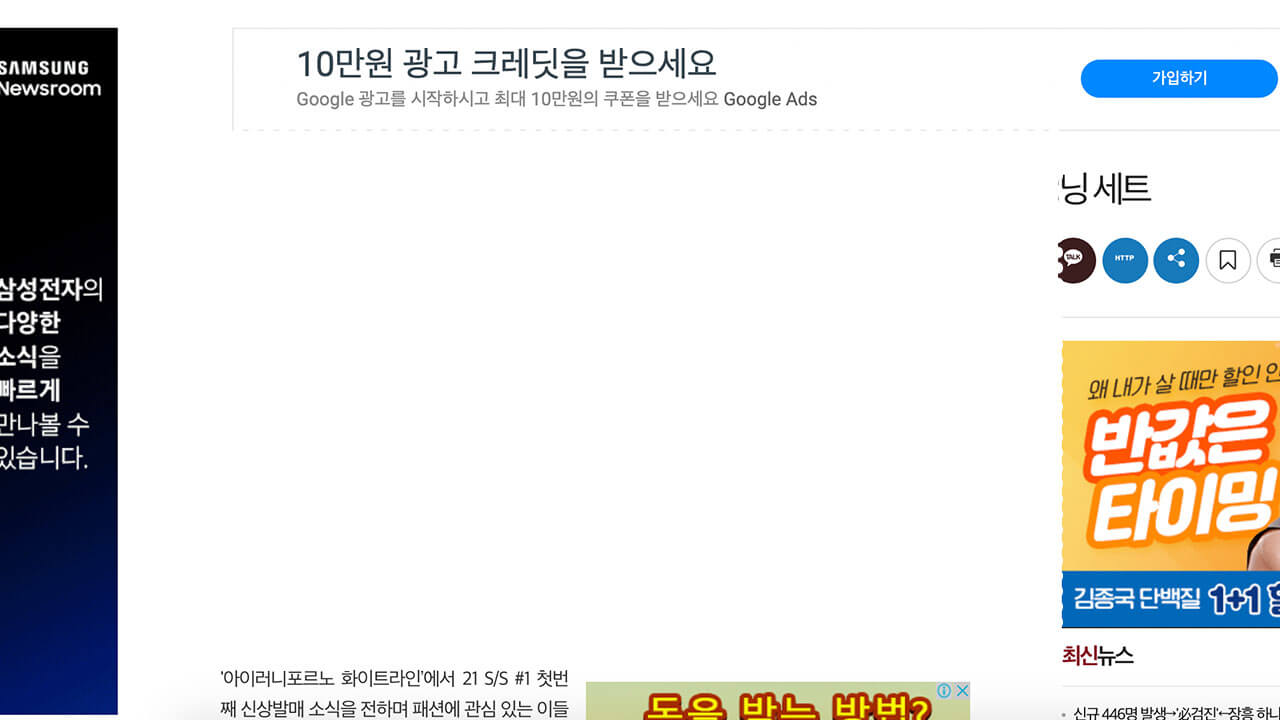 SAMSUNG
Newsroom
삼성전자의
다양한
소식을
빠르게
만나볼 수
있습니다.
10만원 광고 크레딧을 받으세요
Google 광고를 시작하시고 최대 10만원의 쿠폰을 받으세요 Google Ads
가입하기
닝 세트
TALK
HTTP
왜 내가 살 때만 할인 안
반값은
타이밍
김종국 단백질 1+1 할
최신뉴스
신규 446명 발생→'必검진'←장흥 하니
'아이러니포르노 화이트라인'에서 21 S/S #1 첫번
째 신상발매 소식을 전하며 패션에 관심 있는 이들
돈을 받는 방법?